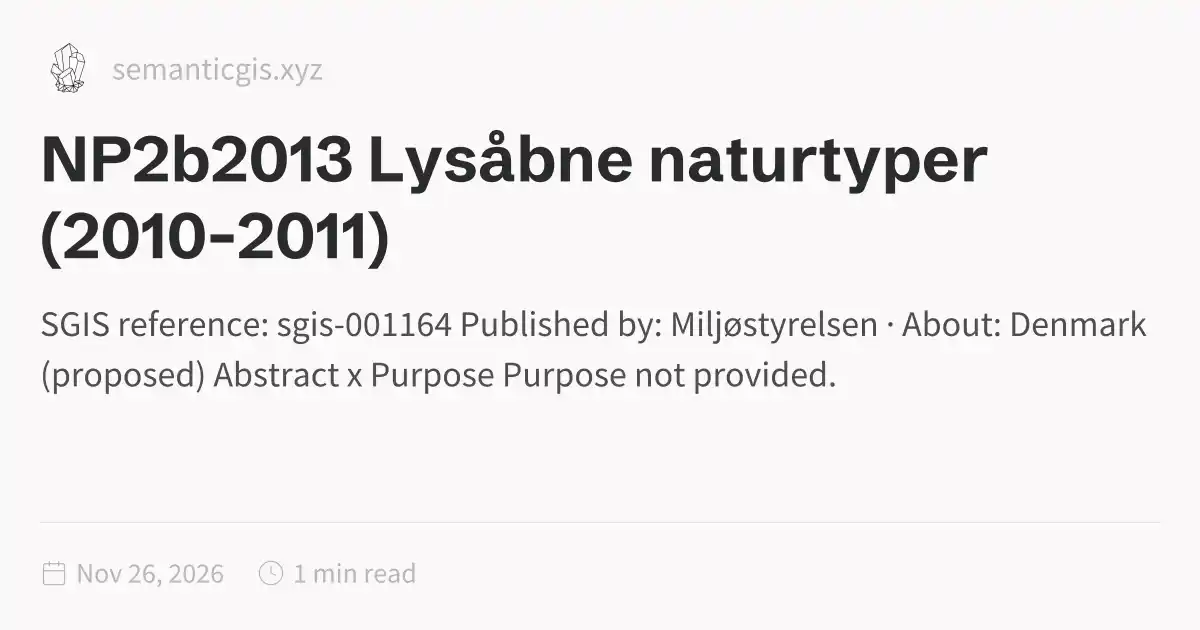 semanticgis.xyz
NP2b2013 Lysåbne naturtyper
(2010-2011)
SGIS reference: sgis-001164 Published by: Miljøstyrelsen · About: Denmark
(proposed) Abstract x Purpose Purpose not provided.
Nov 26, 2026 1 min read